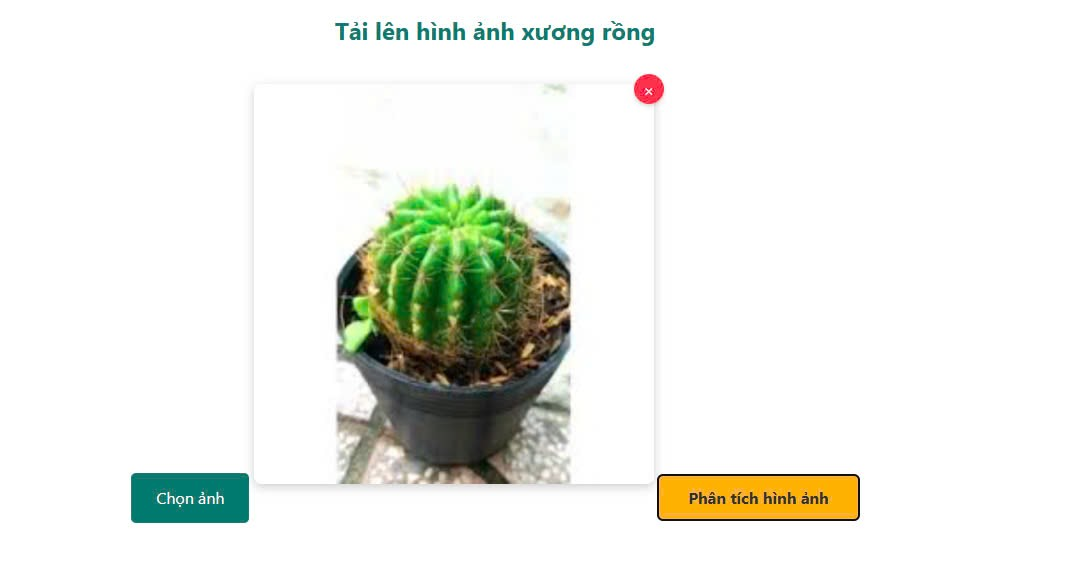 Tải lên hình ảnh xương rồng
×
Chọn ảnh
Phân tích hình ảnh